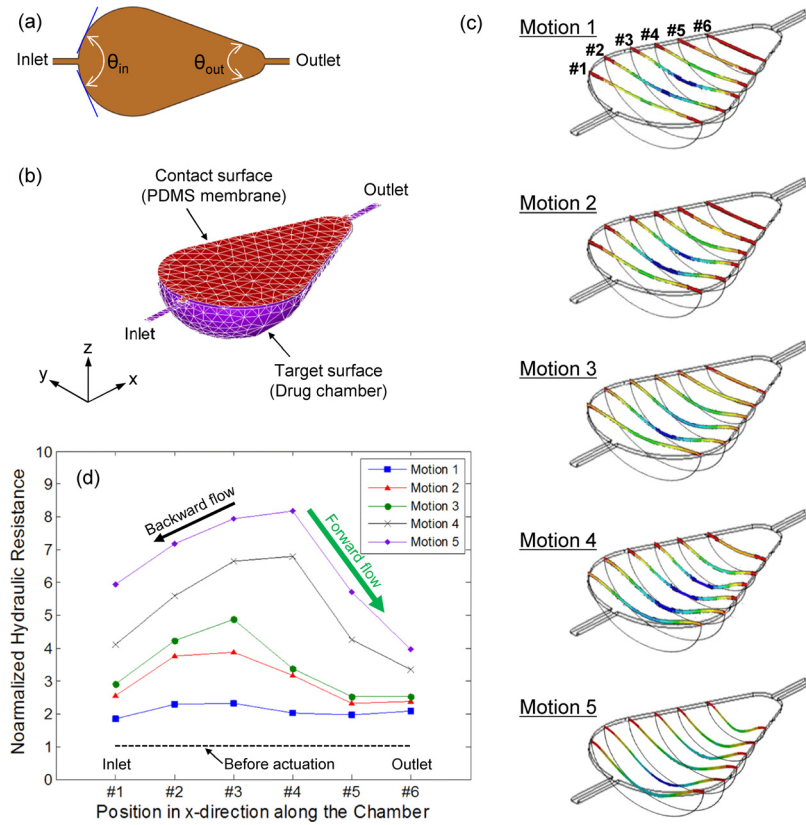 (a)
Inlet
θin
θout
Outlet
(b)
Contact surface
(PDMS membrane)
Outlet
Inlet
Target surface
(Drug chamber)
z
y
x
(c)
Motion 1
#1
#2
#3
#4
#5
#6
Motion 2
Motion 3
Motion 4
Motion 5
(d)
Noarmalized Hydraulic Resistance
10
9
8
7
6
5
4
3
2
1
0
Backward flow
Forward flow
Motion 1
Motion 2
Motion 3
Motion 4
Motion 5
Before actuation
Inlet
Outlet
#1 #2 #3 #4 #5 #6
Position in x-direction along the Chamber